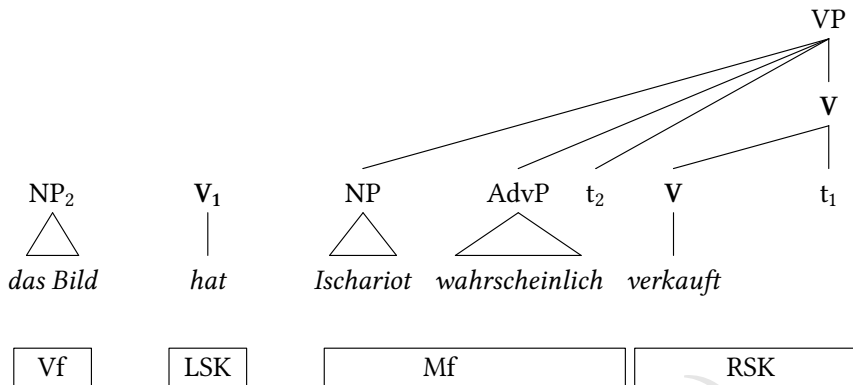 VP
V
NP₂ V₁ NP AdvP t₂ V t₁
das Bild hat Ischariot wahrscheinlich verkauft
Vf LSK Mf RSK